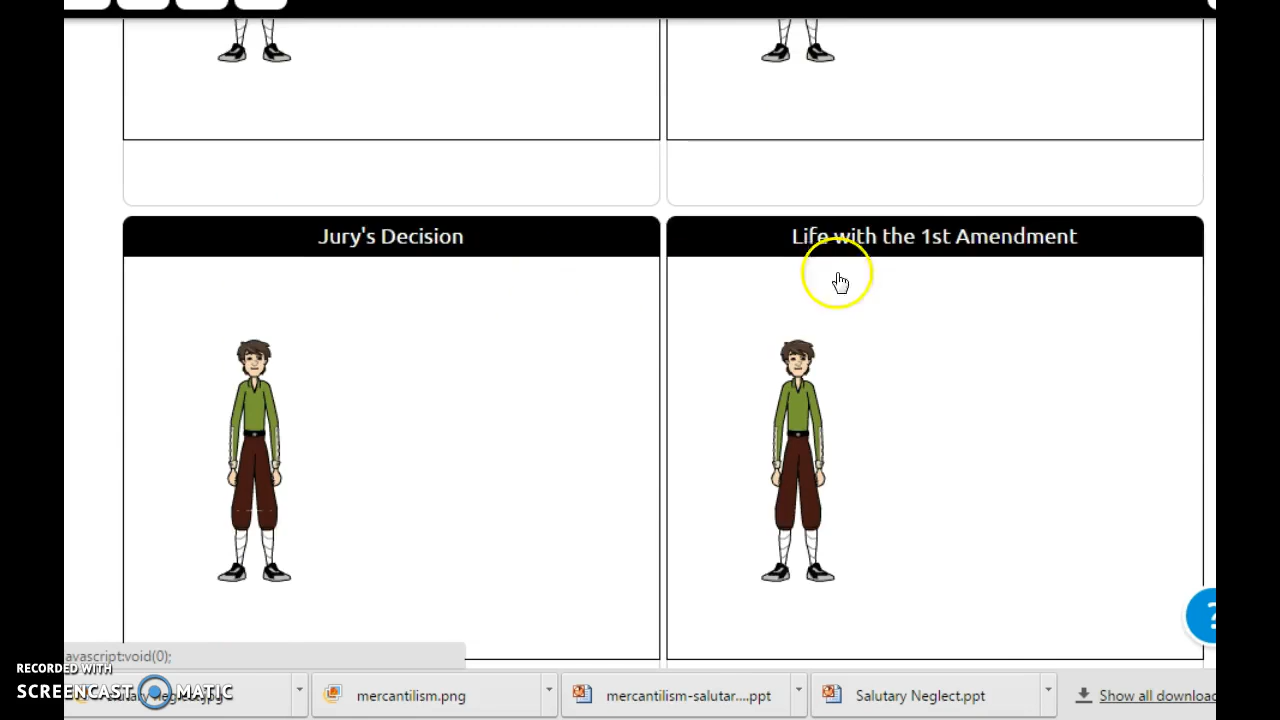 Jury's Decision
Life with the 1st Amendment
?
avascript:void(0);
RECORDED WITH
SCREENCAST MATIC
mercantilism.png
mercantilism-salutar....ppt
Salutary Neglect.ppt
Show all downloa